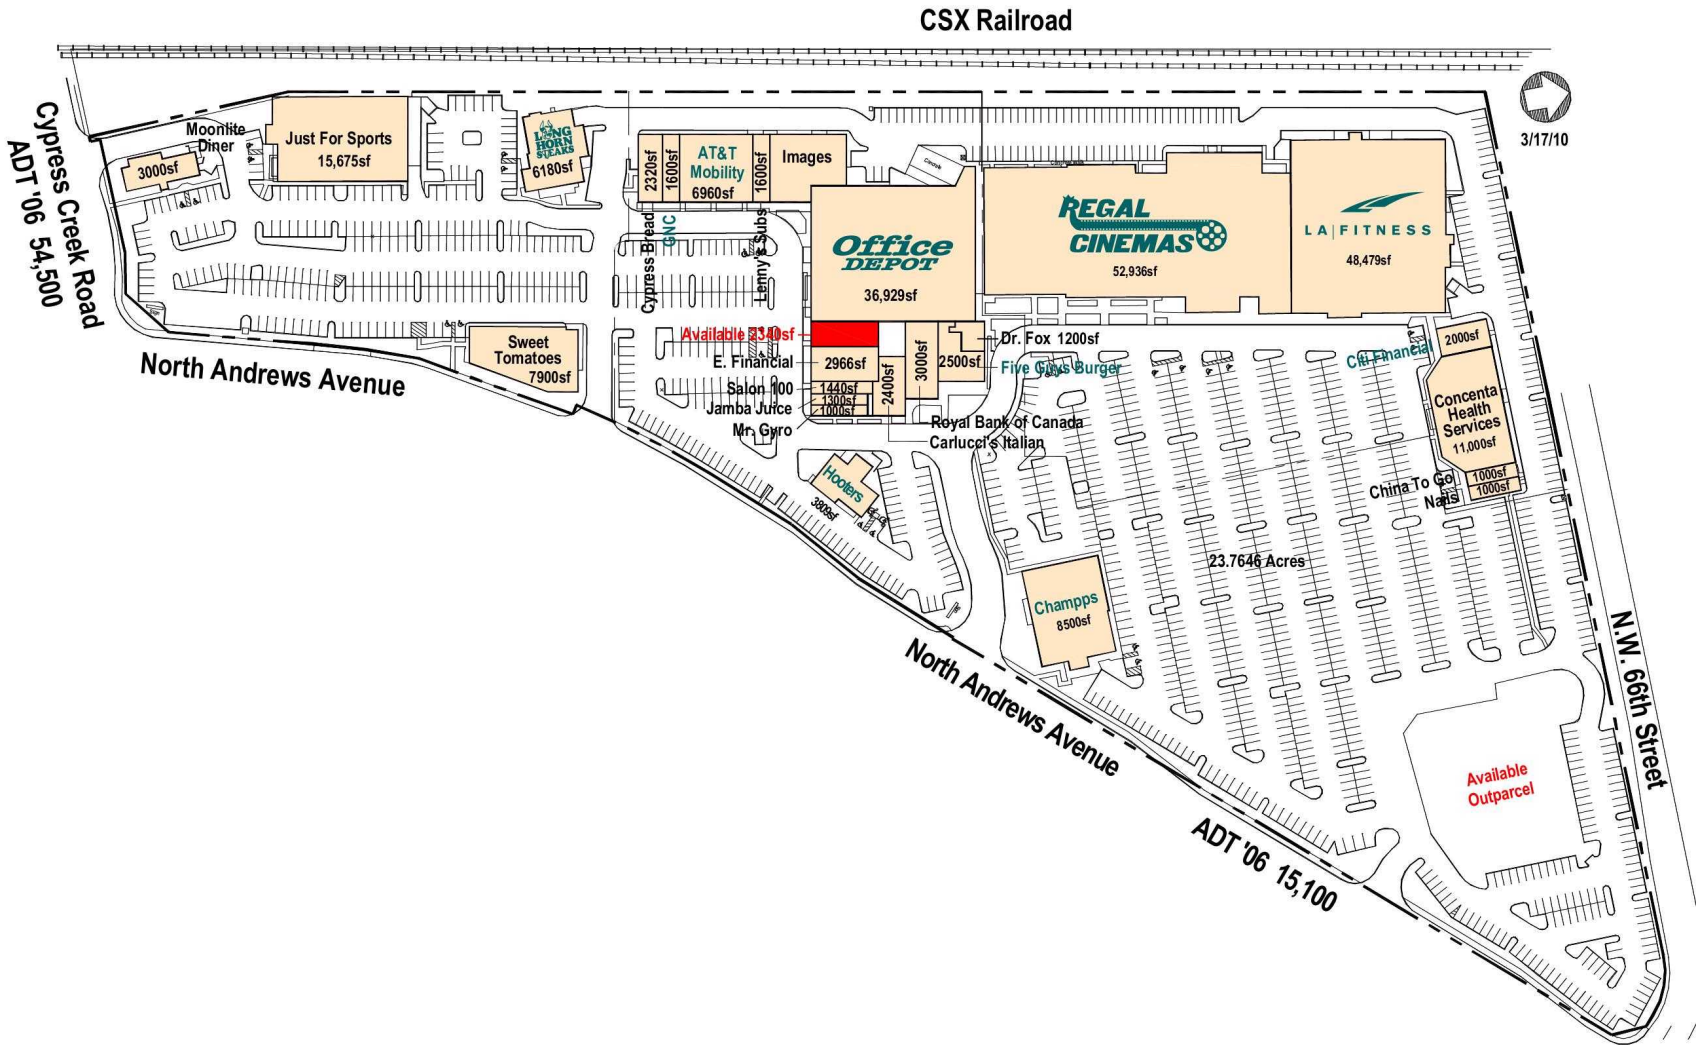 CSX Railroad
3/17/10
Cypress Creek Road
ADT '06 54,500
Moonlite
Diner
3000sf
Just For Sports
15,675sf
LONG
HORN
STEAKS
6180sf
2320sf
1600sf
AT&T
Mobility
6960sf
1600sf
Images
Cypress Bread
GNC
Lenny's Subs
Office
DEPOT
36,929sf
REGAL
CINEMAS
52,936sf
LA|FITNESS
48,479sf
North Andrews Avenue
Sweet
Tomatoes
7900sf
Available 2340sf
E. Financial
2966sf
Salon 100
1440sf
Jamba Juice
1300sf
Mr. Gyro
1000sf
2400sf
3000sf
2500sf
Dr. Fox 1200sf
Five Guys Burger
Royal Bank of Canada
Carlucci's Italian
Citi Financial
2000sf
Concenta
Health
Services
11,000sf
China To Go
1000sf
Nails
1000sf
Hooters
3809sf
23.7646 Acres
Champps
8500sf
North Andrews Avenue
ADT '06 15,100
N.W. 66th Street
Available
Outparcel